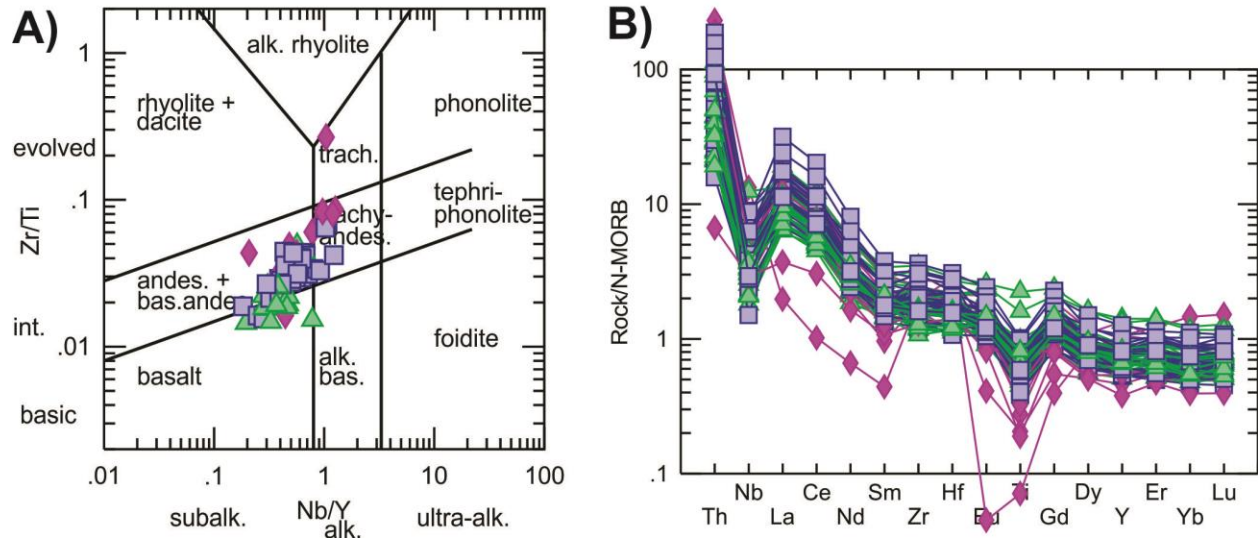 A)
1
alk. rhyolite
rhyolite +
dacite
phonolite
evolved
trach.
Zr/Ti
.1
tephri-
phonolite
trachy-
andes.
andes. +
bas.ande
int.
.01
foidite
basalt
alk.
bas.
basic
.01
.1
1
10
100
subalk.
Nb/Y
alk.
ultra-alk.
B)
Rock/N-MORB
100
10
1
.1
Nb
Ce
Sm
Hf
Ti
Dy
Er
Lu
Th
La
Nd
Zr
Eu
Gd
Y
Yb